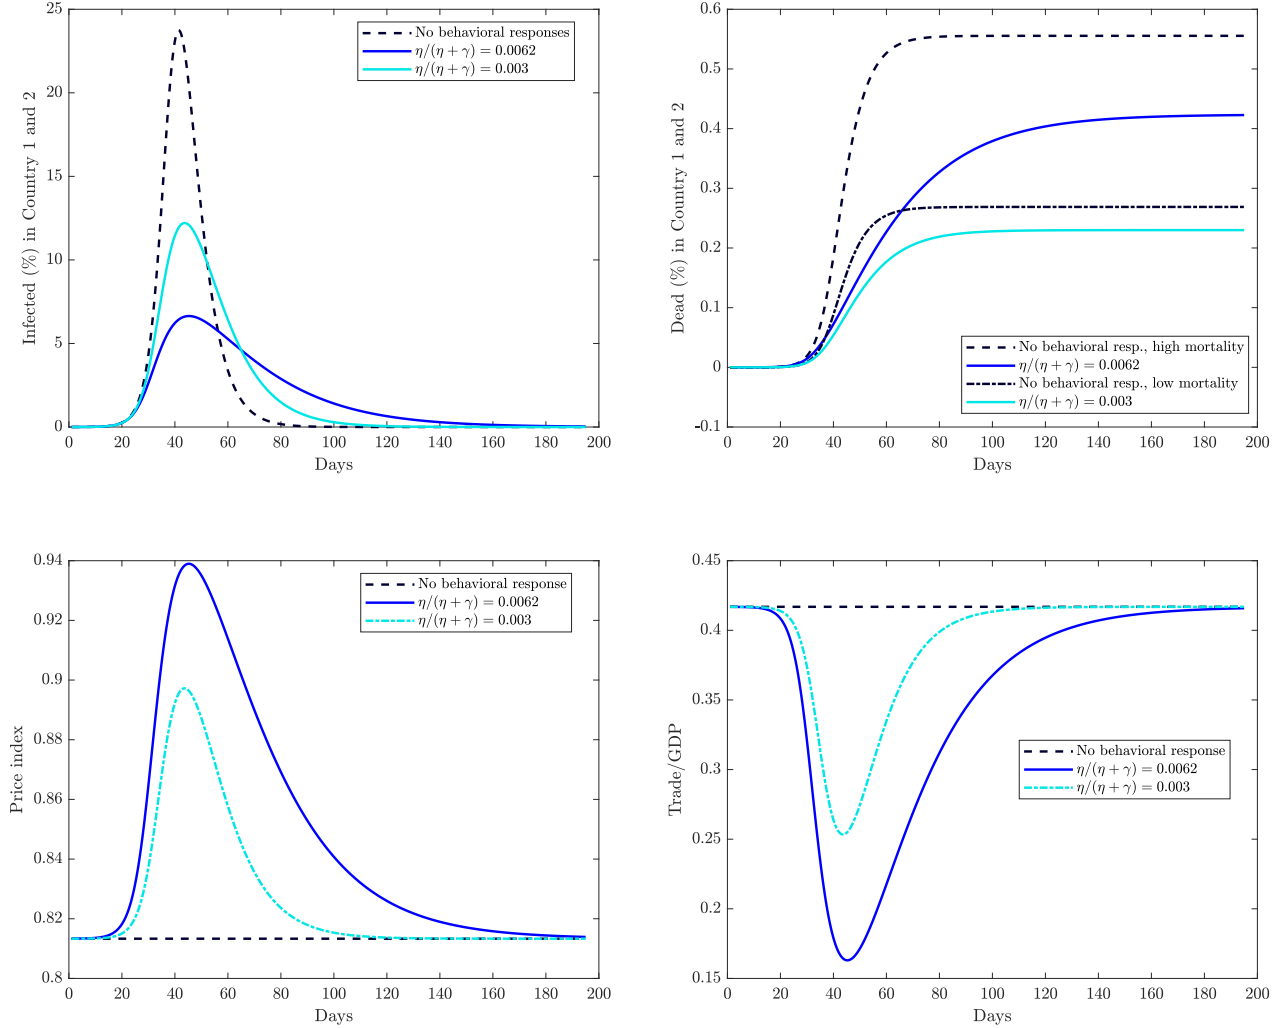 Infected (%) in Country 1 and 2
25
20
15
10
5
0
No behavioral responses
η/(η + γ) = 0.0062
η/(η + γ) = 0.003
0 20 40 60 80 100 120 140 160 180 200
Days
Dead (%) in Country 1 and 2
0.6
0.5
0.4
0.3
0.2
0.1
0
-0.1
No behavioral resp., high mortality
η/(η + γ) = 0.0062
No behavioral resp., low mortality
η/(η + γ) = 0.003
0 20 40 60 80 100 120 140 160 180 200
Days
Price index
0.94
0.92
0.9
0.88
0.86
0.84
0.82
0.8
No behavioral response
η/(η + γ) = 0.0062
η/(η + γ) = 0.003
0 20 40 60 80 100 120 140 160 180 200
Days
Trade/GDP
0.45
0.4
0.35
0.3
0.25
0.2
0.15
No behavioral response
η/(η + γ) = 0.0062
η/(η + γ) = 0.003
0 20 40 60 80 100 120 140 160 180 200
Days